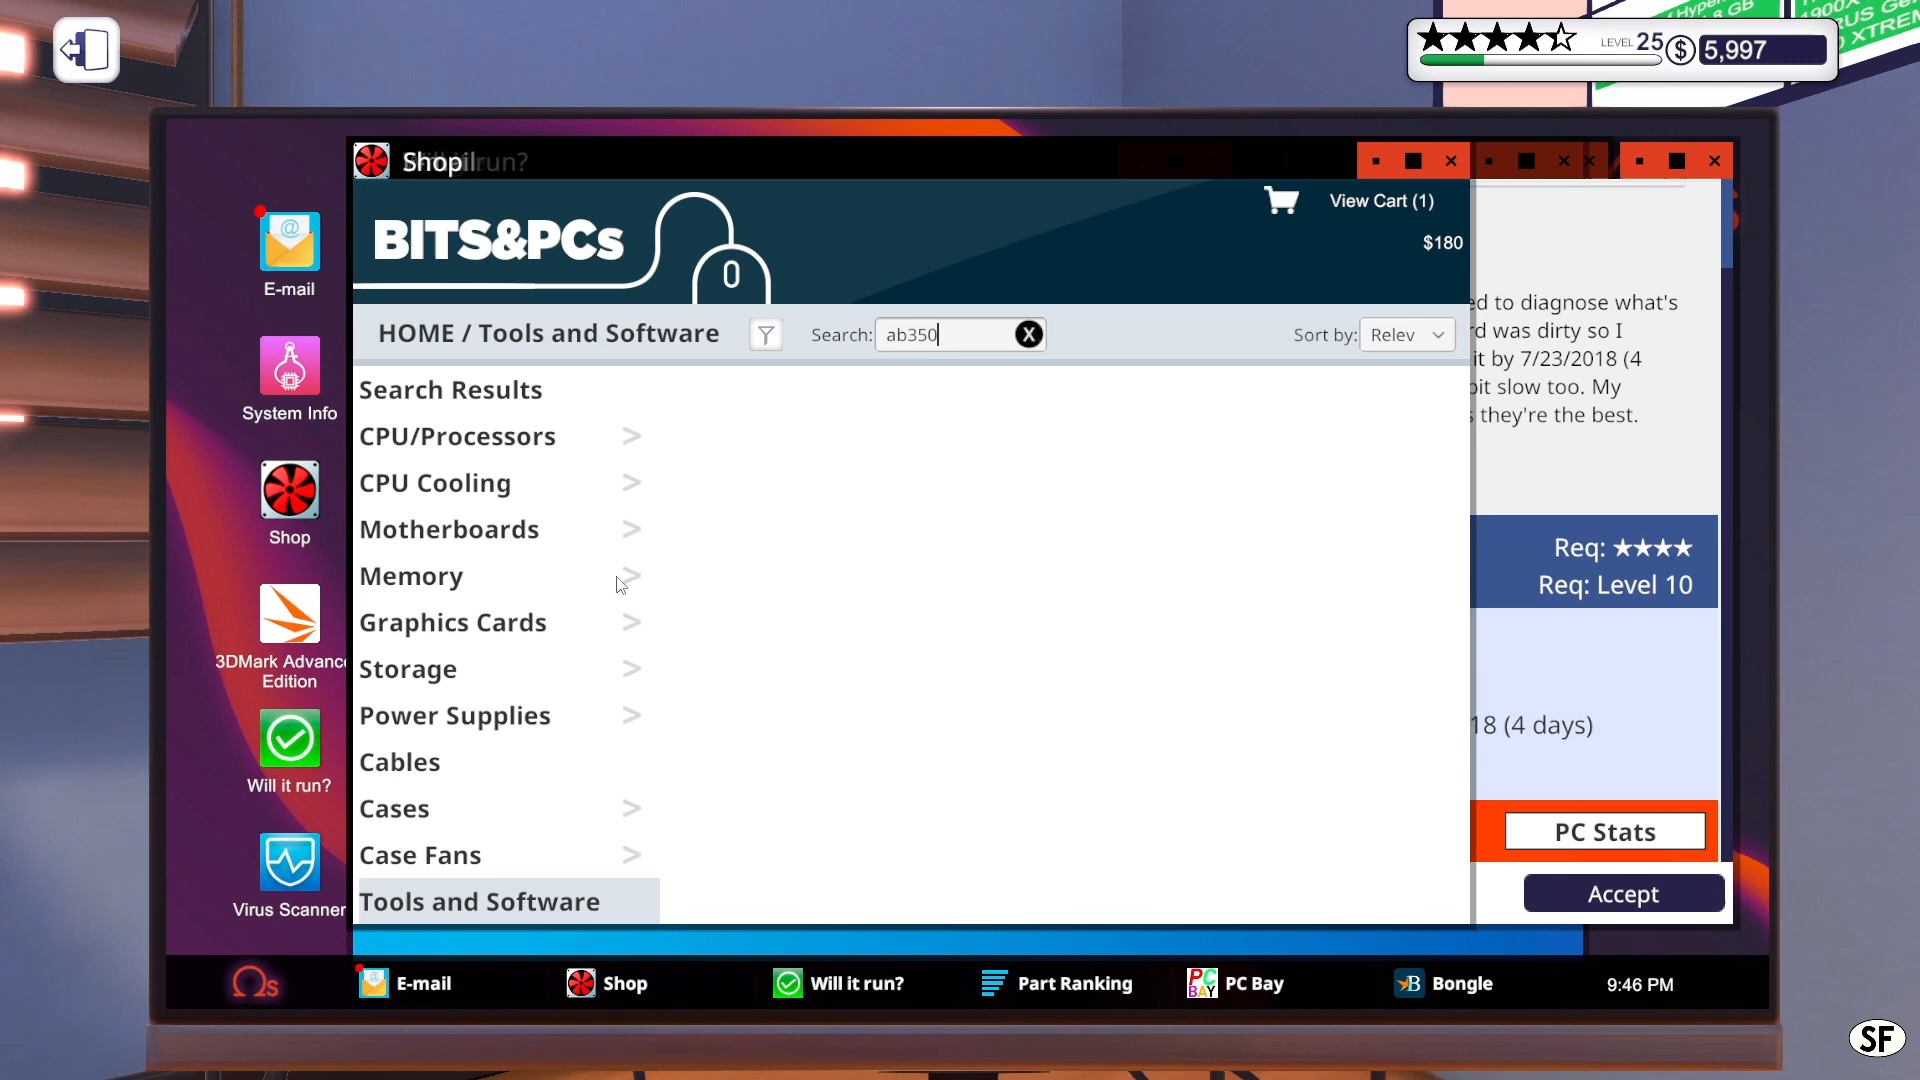 LEVEL 25
$ 5,997
Shop
BITS&PCs
View Cart (1)
$180
HOME / Tools and Software
Search: ab350
X
Sort by: Relev
Search Results
CPU/Processors >
CPU Cooling >
Motherboards >
Memory >
Graphics Cards >
Storage >
Power Supplies >
Cables
Cases >
Case Fans >
Tools and Software
E-mail
System Info
Shop
3DMark Advance
Edition
Will it run?
Virus Scanner
ed to diagnose what's
rd was dirty so I
it by 7/23/2018 (4
bit slow too. My
s they're the best.
Req: ★★★★
Req: Level 10
18 (4 days)
PC Stats
Accept
Ωs
E-mail
Shop
Will it run?
Part Ranking
PC BAY
PC Bay
B
Bongle
9:46 PM
SF